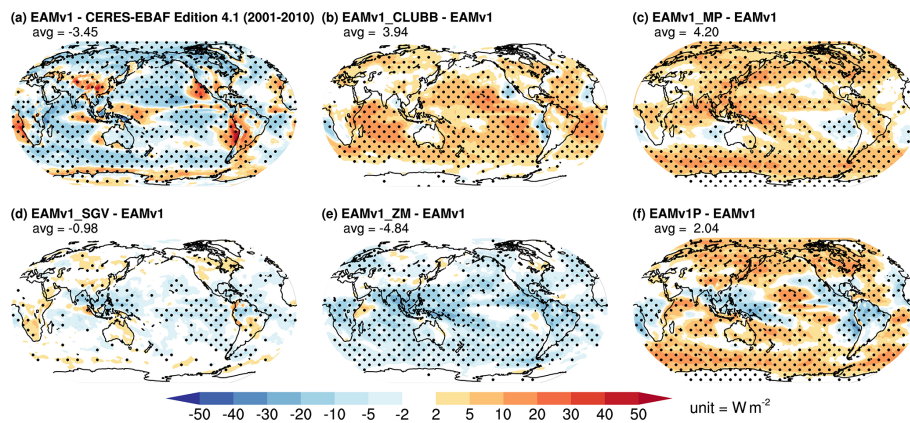 (a) EAMv1 - CERES-EBAF Edition 4.1 (2001-2010)
avg = -3.45
(b) EAMv1_CLUBB - EAMv1
avg = 3.94
(c) EAMv1_MP - EAMv1
avg = 4.20
(d) EAMv1_SGV - EAMv1
avg = -0.98
(e) EAMv1_ZM - EAMv1
avg = -4.84
(f) EAMv1P - EAMv1
avg = 2.04
-50 -40 -30 -20 -10 -5 -2 2 5 10 20 30 40 50
unit = W m-2